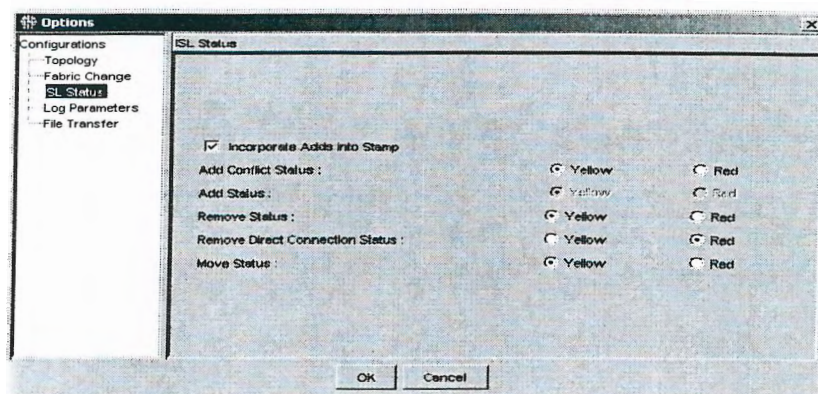 Options
Configurations
Topology
Fabric Change
SL Status
Log Parameters
File Transfer
ISL Status
Incorporate Adds into Stamp
Add Conflict Status : Yellow Red
Add Status : Yellow Red
Remove Status : Yellow Red
Remove Direct Connection Status : Yellow Red
Move Status : Yellow Red
OK Cancel